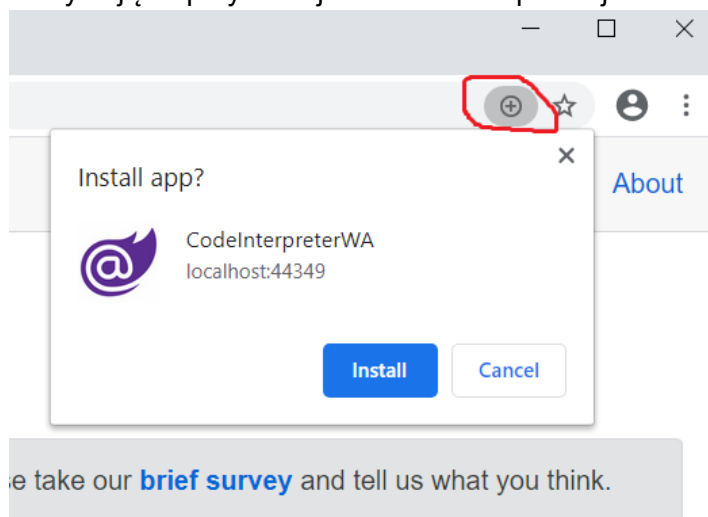 Install app?
About
CodeInterpreterWA
localhost:44349
Install Cancel
se take our brief survey and tell us what you think.